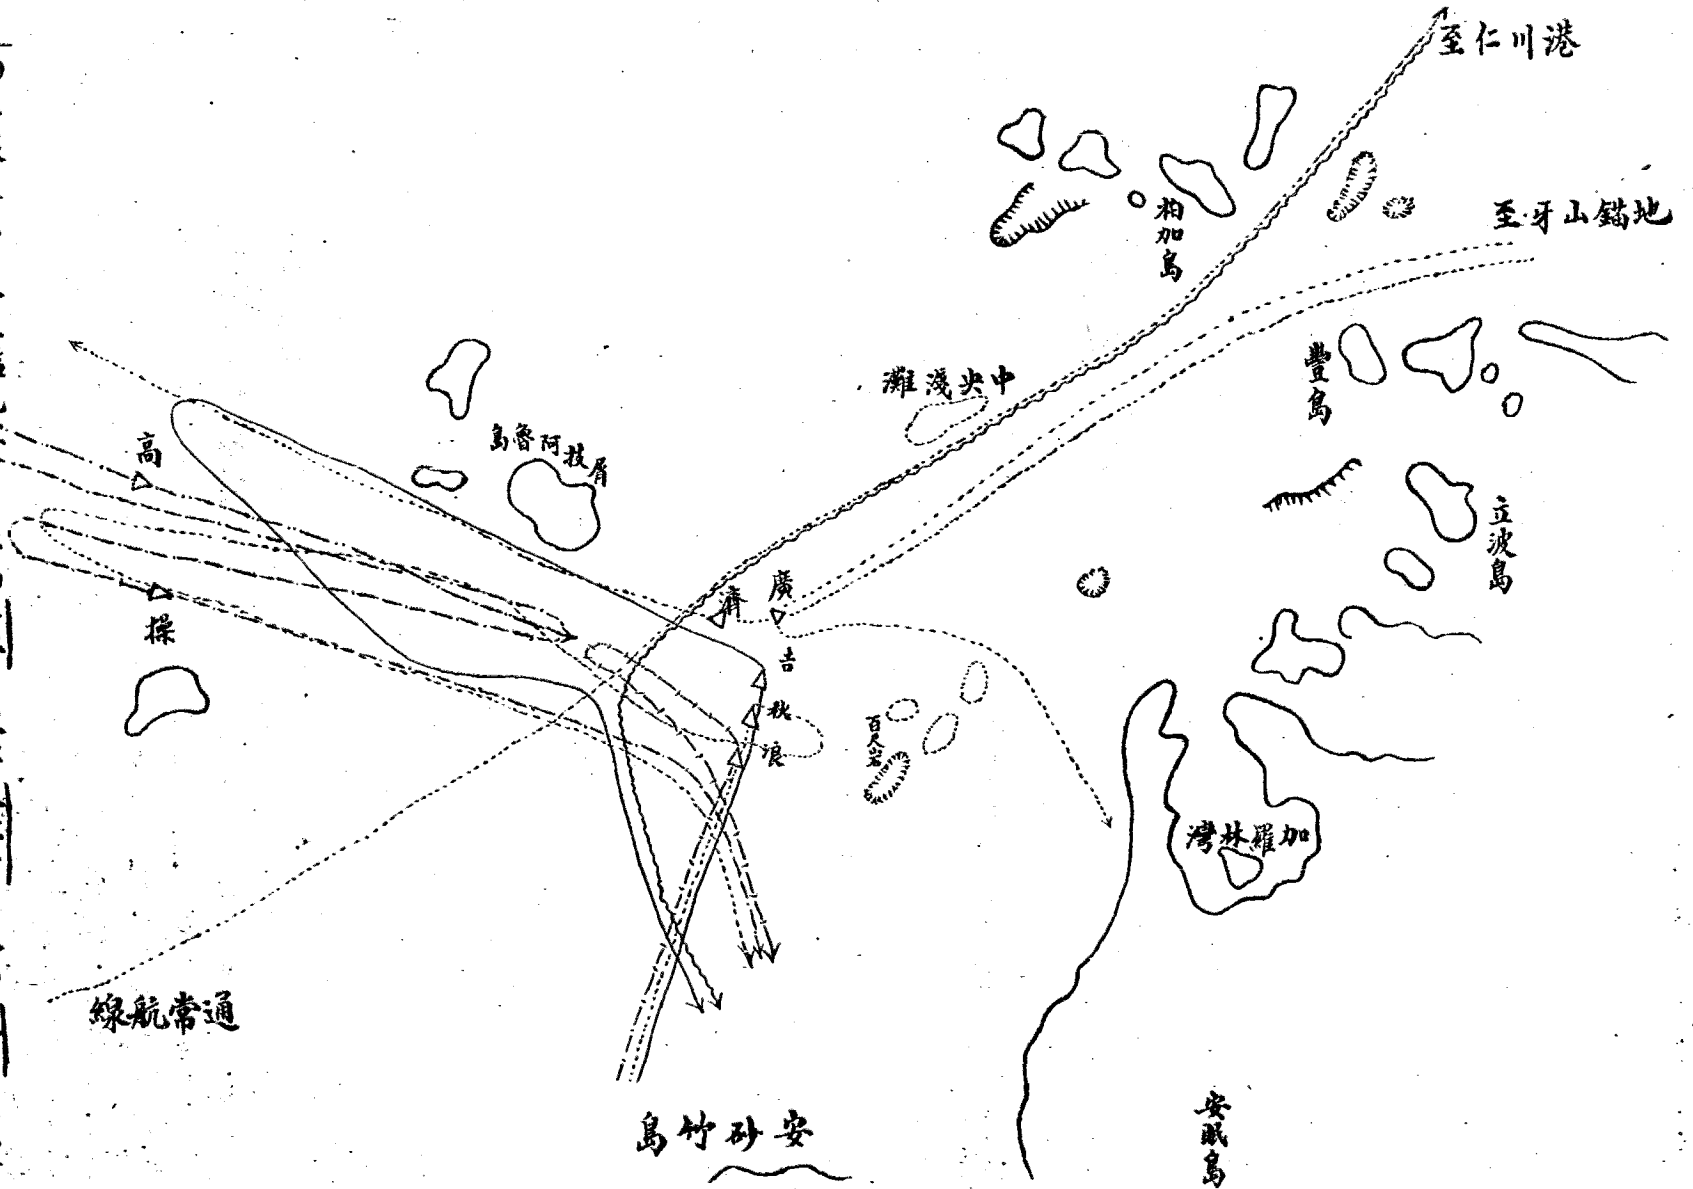 至仁川港
至牙山錨地
柏加島
豐島
中央淺灘
屑技阿魯島
高
立波島
濟
廣
操
吉
秋
浪
百尺岩
加羅林灣
通常航線
安砂竹島
安眠島